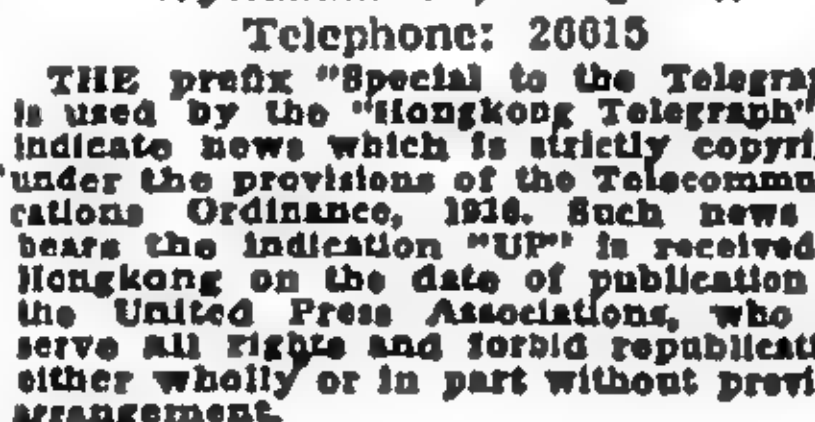 Telephone: 20615
THE prefix "Special to the Telegra
is used by the "Hongkong Telegraph"
indicate news which is strictly copyri
under the provisions of the Telecommu
cations Ordinance, 1936. Such news
bears the indication "UP" is received
Hongkong on the date of publication
the United Press Associations, who
serve all rights and forbid republicati
either wholly or in part without previ
arrangement.